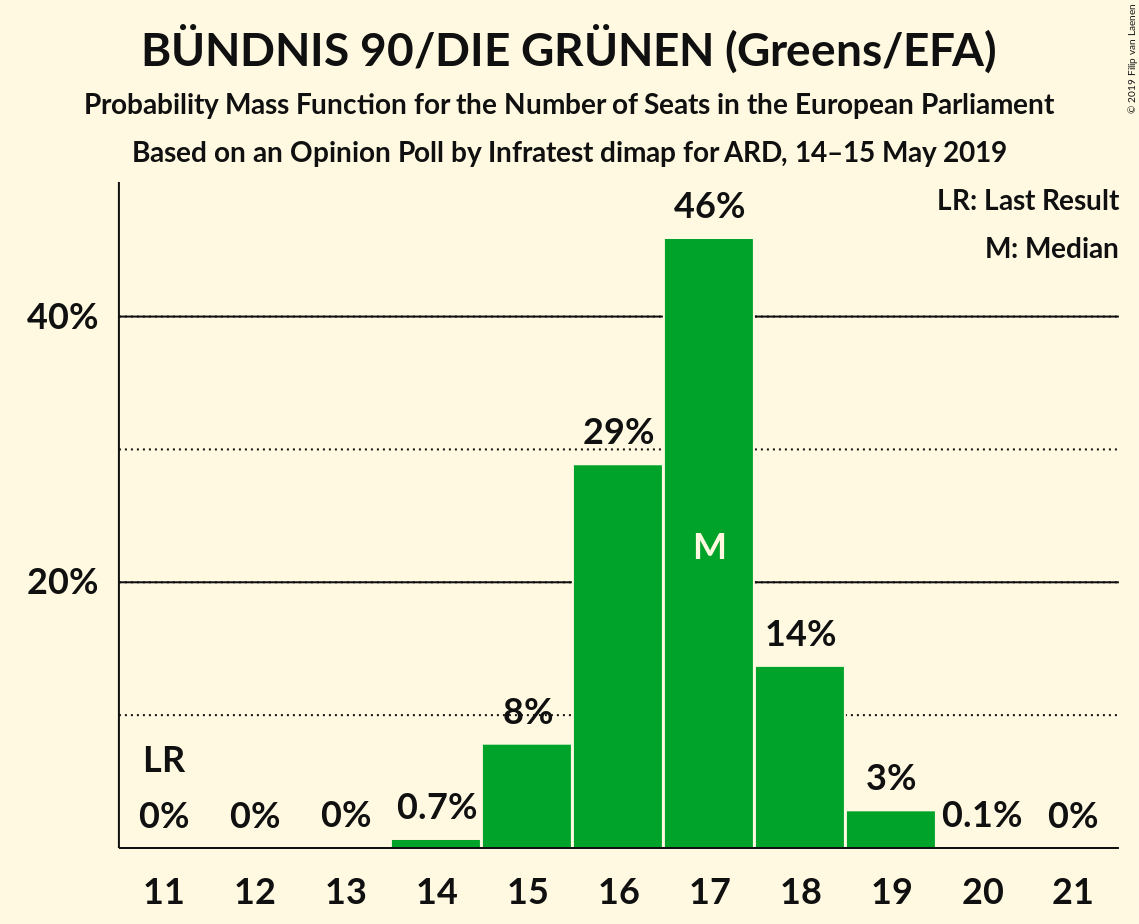 BÜNDNIS 90/DIE GRÜNEN (Greens/EFA)
Probability Mass Function for the Number of Seats in the European Parliament
Based on an Opinion Poll by Infratest dimap for ARD, 14–15 May 2019
© 2019 Filip van Laenen
LR: Last Result
M: Median
46%
40%
29%
M
20%
14%
8%
LR
3%
0% 0% 0% 0.7% 0.1% 0%
11 12 13 14 15 16 17 18 19 20 21